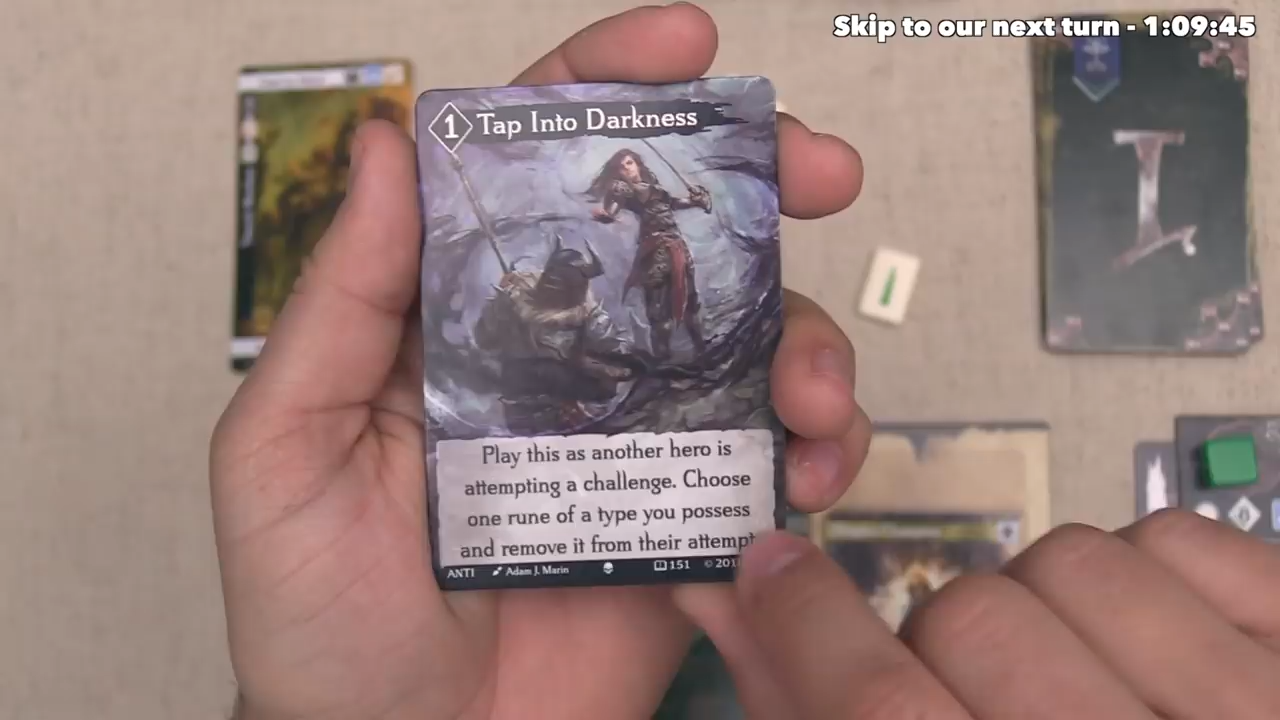 Skip to our next turn - 1:09:45
1 Tap Into Darkness
Play this as another hero is
attempting a challenge. Choose
one rune of a type you possess
and remove it from their attempt
ANTI Adam J. Marin 151 © 201
I